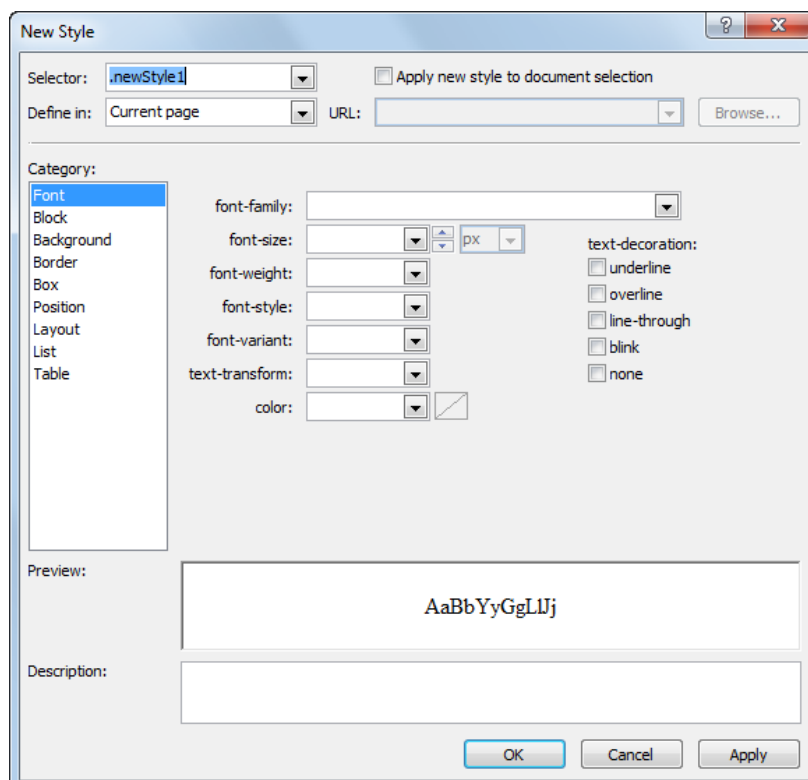 New Style
Selector: .newStyle1 Apply new style to document selection
Define in: Current page URL: Browse...
Category:
Font
Block
Background
Border
Box
Position
Layout
List
Table
font-family:
font-size: px
font-weight:
font-style:
font-variant:
text-transform:
color:
text-decoration:
underline
overline
line-through
blink
none
Preview: AaBbYyGgLlJj
Description:
OK Cancel Apply